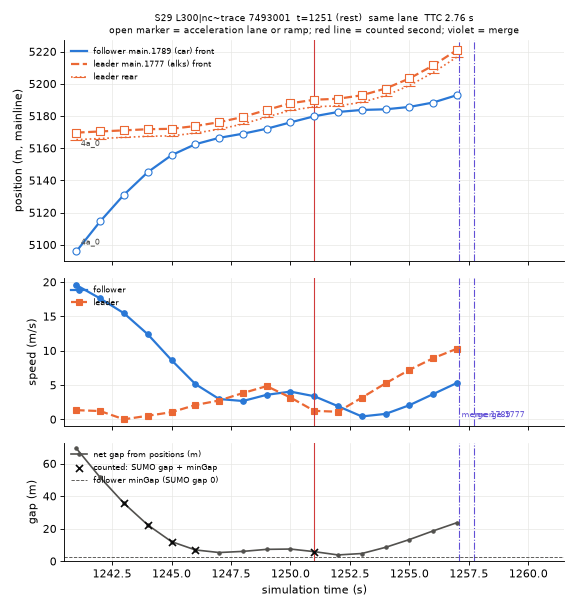 S29 L300|nc~trace 7493001  t=1251 (rest)  same lane  TTC 2.76 s
open marker = acceleration lane or ramp; red line = counted second; violet = merge
follower main.1789 (car) front
leader main.1777 (alks) front
leader rear
5220
5200
5180
5160
5140
5120
5100
position (m, mainline)
4a_0
follower
leader
20
15
10
5
0
speed (m/s)
net gap from positions (m)
counted: SUMO gap + minGap
follower minGap (SUMO gap 0)
60
40
20
0
gap (m)
1242.5 1245.0 1247.5 1250.0 1252.5 1255.0 1257.5 1260.0
simulation time (s)